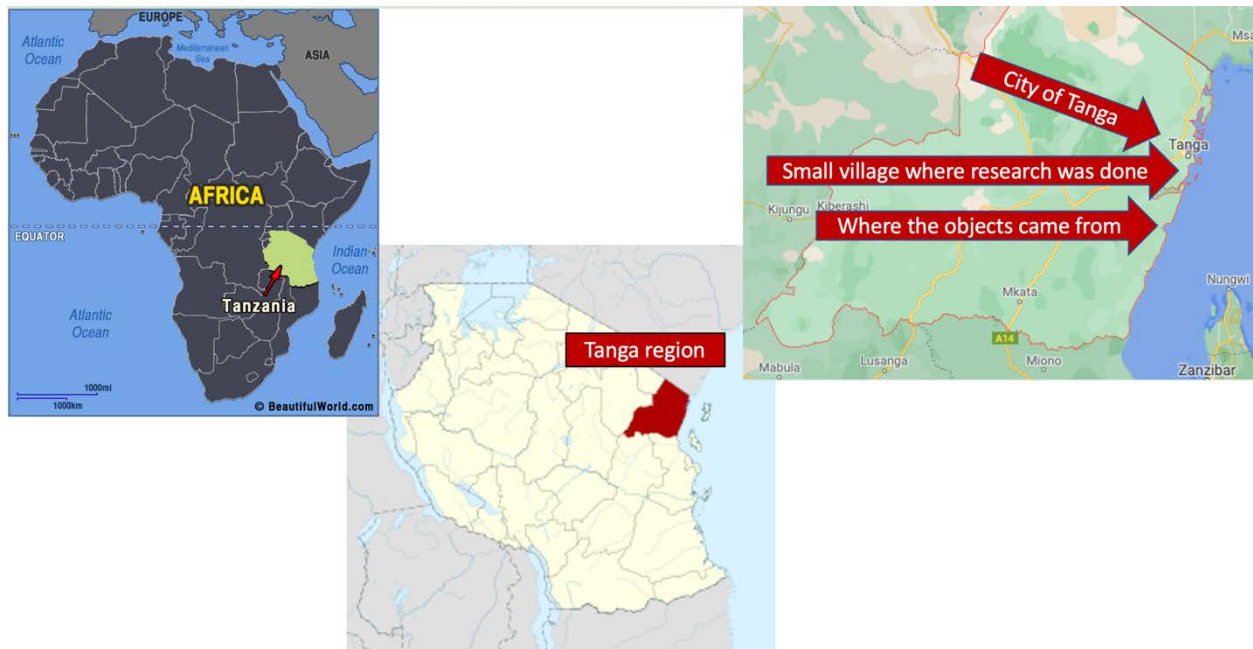 EUROPE
Atlantic
Ocean
Mediterranean
Sea
ASIA
AFRICA
EQUATOR
Indian
Ocean
Tanzania
Atlantic
Ocean
1000mi
1000km
© BeautifulWorld.com
Tanga region
City of Tanga
Tanga
Small village where research was done
Kijungu
Kiberashi
Where the objects came from
Nungwi
Mkata
A14
Mabula
Lusanga
Miono
Zanzibar